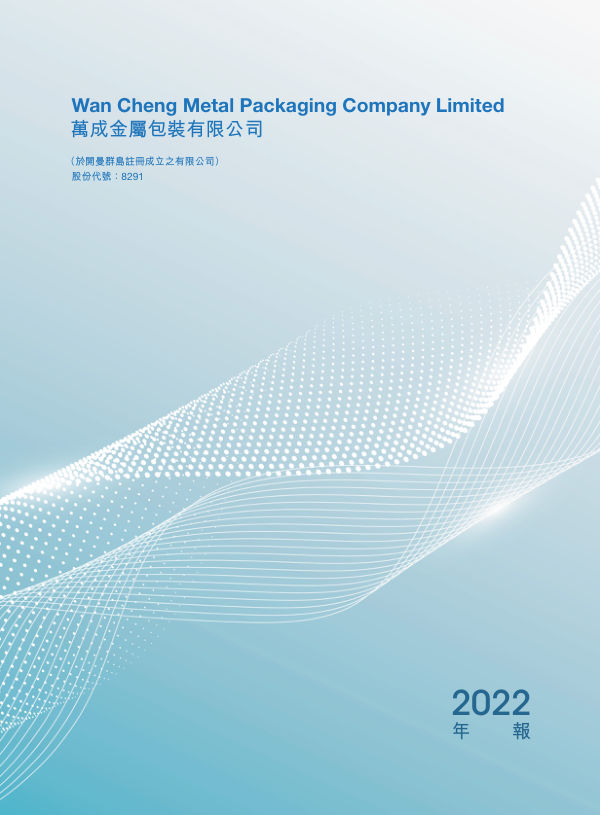 Wan Cheng Metal Packaging Company Limited
萬成金屬包裝有限公司
(於開曼群島註冊成立之有限公司)
股份代號：8291
2022
年 報